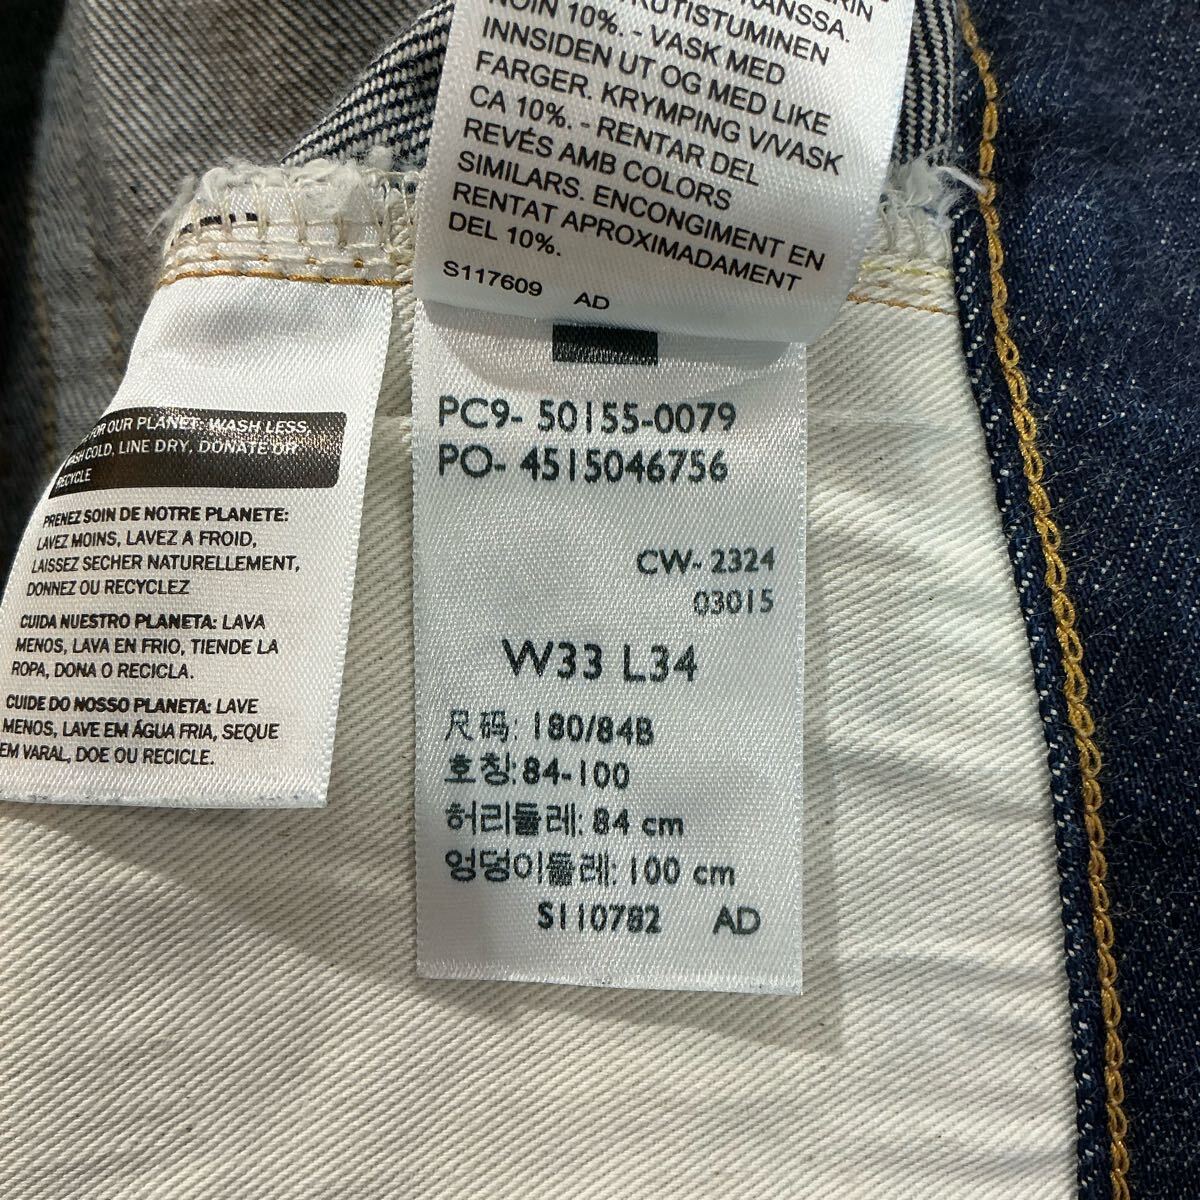 RANSSA.
KUTISTUMINEN
NOIN 10%. - VASK MED
INNSIDEN UT OG MED LIKE
FARGER. KRYMPING V/VASK
CA 10%. - RENTAR DEL
REVÉS AMB COLORS
SIMILARS. ENCONGIMENT EN
RENTAT APROXIMADAMENT
DEL 10%.
S117609 AD
FOR OUR PLANET: WASH LESS,
WASH COLD, LINE DRY, DONATE OR
RECYCLE
PRENEZ SOIN DE NOTRE PLANETE:
LAVEZ MOINS, LAVEZ A FROID,
LAISSEZ SECHER NATURELLEMENT,
DONNEZ OU RECYCLEZ
CUIDA NUESTRO PLANETA: LAVA
MENOS, LAVA EN FRIO, TIENDE LA
ROPA, DONA O RECICLA.
CUIDE DO NOSSO PLANETA: LAVE
MENOS, LAVE EM ÁGUA FRIA, SEQUE
EM VARAL, DOE OU RECICLE.
PC9- 50155-0079
PO- 4515046756
CW- 2324
03015
W33 L34
尺码: 180/84B
호칭:84-100
허리둘레: 84 cm
엉덩이둘레: 100 cm
S110782 AD